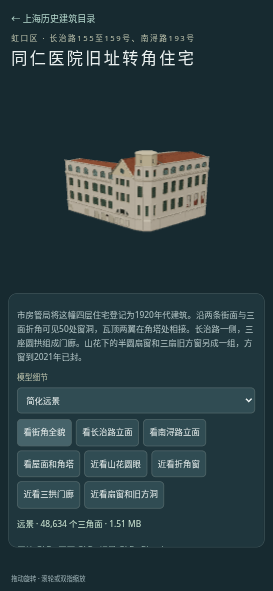 ← 上海历史建筑目录
虹口区 · 长治路155至159号、南浔路193号
同仁医院旧址转角住宅
市房管局将这幢四层住宅登记为1920年代建筑。沿两条街面与三
面折角可见50处窗洞，瓦顶两翼在角塔处相接。长治路一侧，三
座圆拱组成门廊。山花下的半圆扇窗和三扇旧方窗另成一组，方
窗到2021年已封。
模型细节
简化远景
看街角全貌 看长治路立面 看南浔路立面
看屋面和角塔 近看山花圆眼 近看折角窗
近看三拱门廊 近看扇窗和旧方洞
远景 · 48,634 个三角面 · 1.51 MB
拖动旋转 · 滚轮或双指缩放